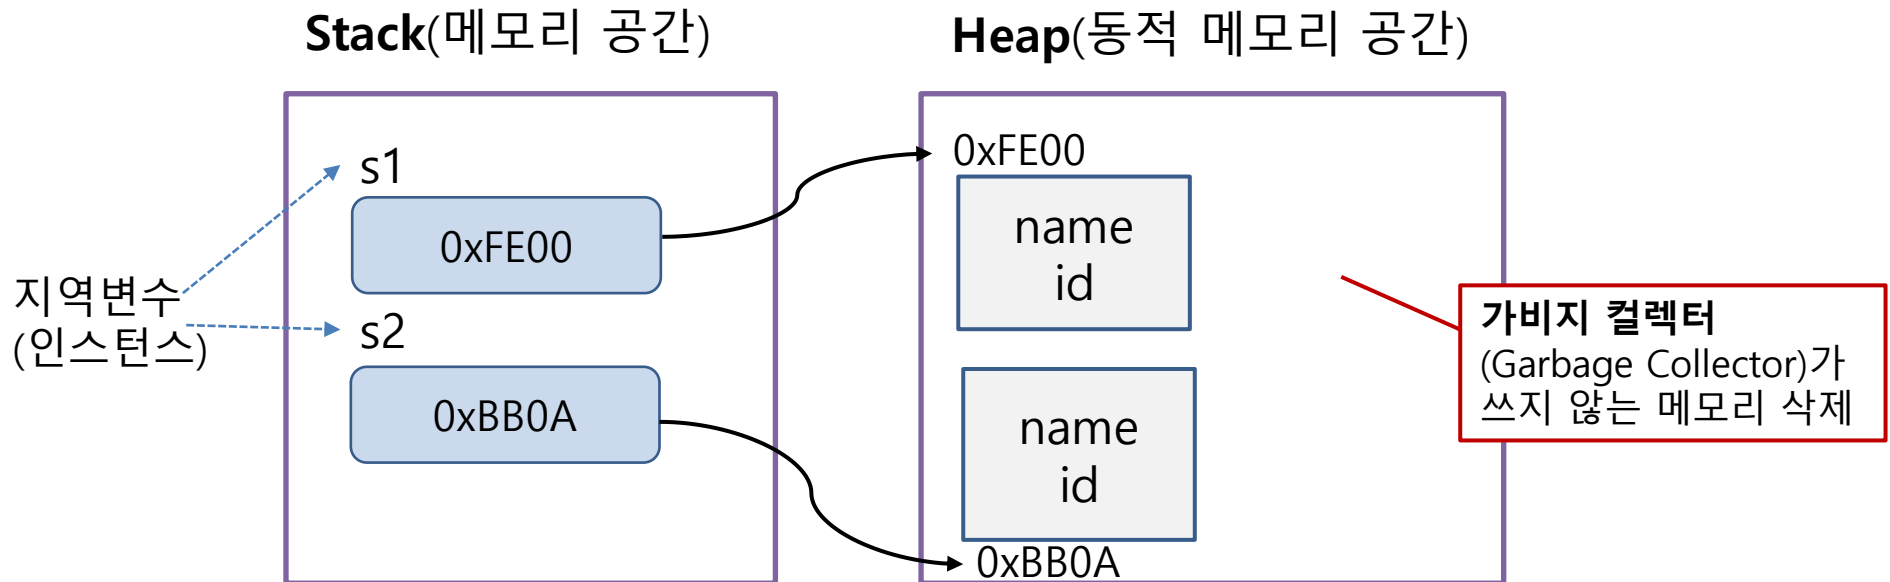 Stack(메모리 공간)
Heap(동적 메모리 공간)
지역변수
(인스턴스)
s1
0xFE00
s2
0xBB0A
0xFE00
name
id
name
id
0xBB0A
가비지 컬렉터
(Garbage Collector)가
쓰지 않는 메모리 삭제